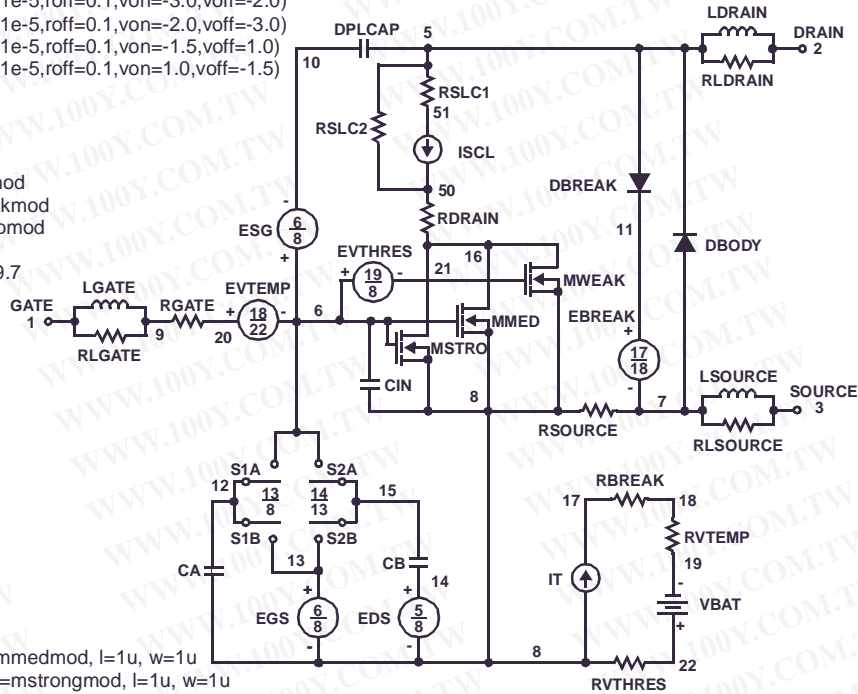 1e-5,roff=0.1,von=-3.0,voff=-2.0)
1e-5,roff=0.1,von=-2.0,voff=-3.0)
1e-5,roff=0.1,von=-1.5,voff=1.0)
1e-5,roff=0.1,von=1.0,voff=-1.5)
LDRAIN
DPLCAP
5
DRAIN
2
10
RLDRAIN
RSLC1
51
RSLC2
ISCL
50
DBREAK
RDRAIN
ESG
6
8
-
+
11
DBODY
EVTHRES
16
21
+
19
8
-
MWEAK
LGATE
GATE
1
RLGATE
9
RGATE
20
EVTEMP
+
18
22
-
6
MMED
MSTRO
EBREAK
+
17
18
-
CIN
8
LSOURCE
SOURCE
3
7
RSOURCE
RLSOURCE
S1A
S2A
12
13
8
14
13
15
S1B
S2B
13
RBREAK
17
18
RVTEMP
19
CA
CB
14
IT
-
VBAT
+
EGS
+
6
8
-
EDS
+
5
8
-
8
22
RVTHRES
9.7
mmedmod, l=1u, w=1u
=mstrongmod, l=1u, w=1u
WWW.100Y.COM.TW